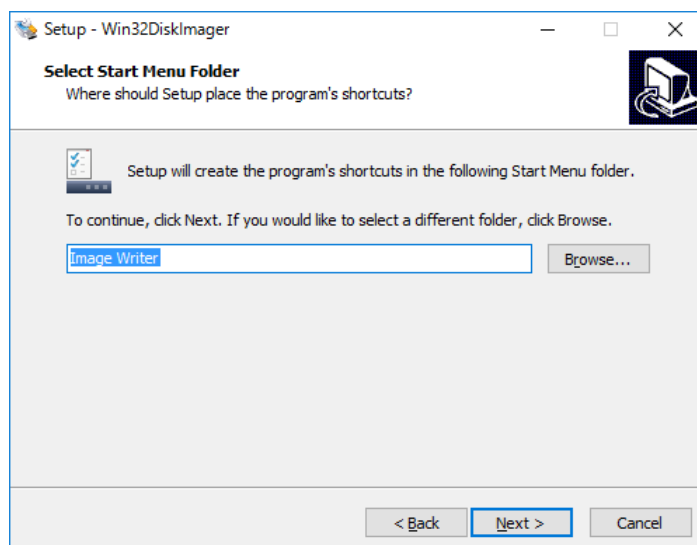 Setup - Win32DiskImager
Select Start Menu Folder
Where should Setup place the program's shortcuts?
Setup will create the program's shortcuts in the following Start Menu folder.
To continue, click Next. If you would like to select a different folder, click Browse.
Image Writer
Browse...
< Back
Next >
Cancel